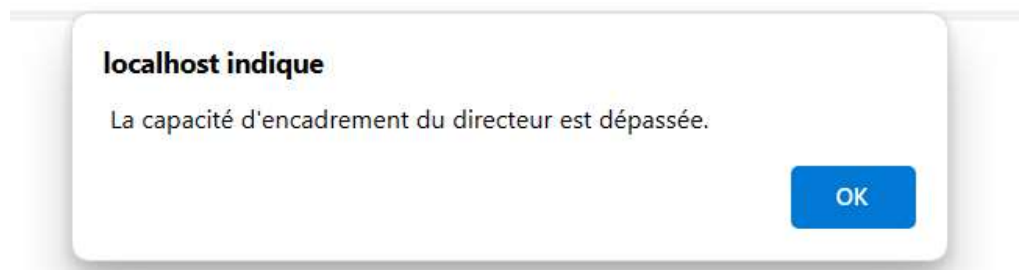 localhost indique
La capacité d'encadrement du directeur est dépassée.
OK